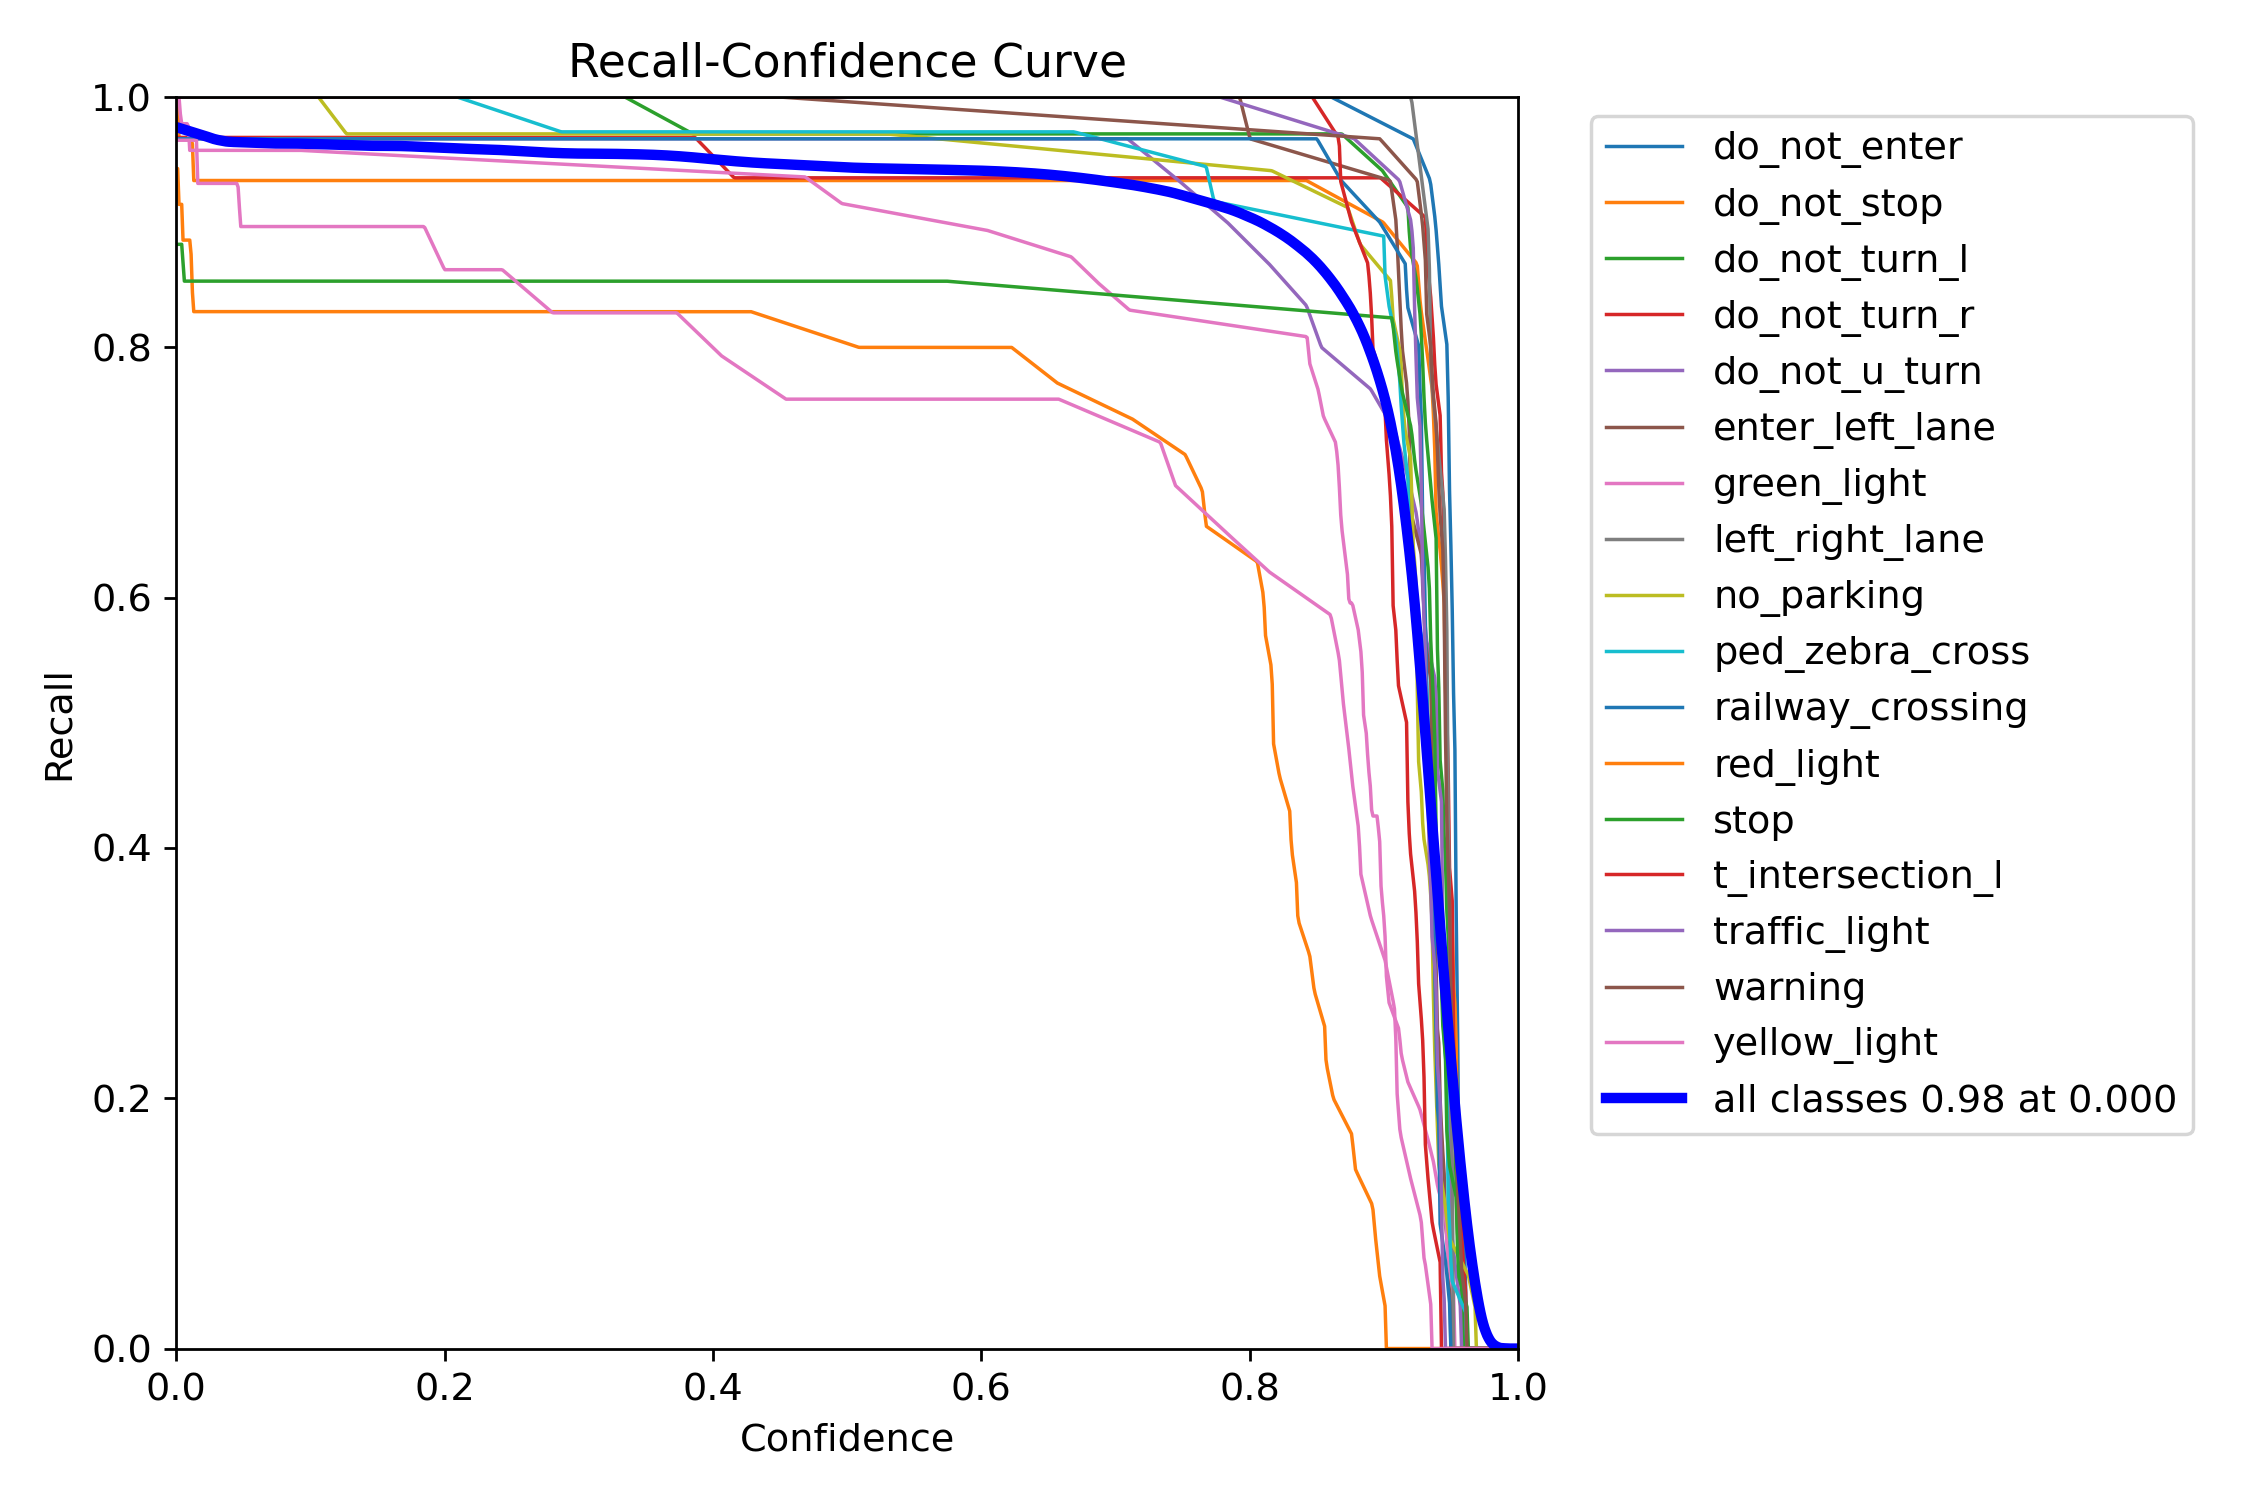 Recall-Confidence Curve
1.0
0.8
0.6
0.4
0.2
0.0
Recall
0.0 0.2 0.4 0.6 0.8 1.0
Confidence
do_not_enter
do_not_stop
do_not_turn_l
do_not_turn_r
do_not_u_turn
enter_left_lane
green_light
left_right_lane
no_parking
ped_zebra_cross
railway_crossing
red_light
stop
t_intersection_l
traffic_light
warning
yellow_light
all classes 0.98 at 0.000